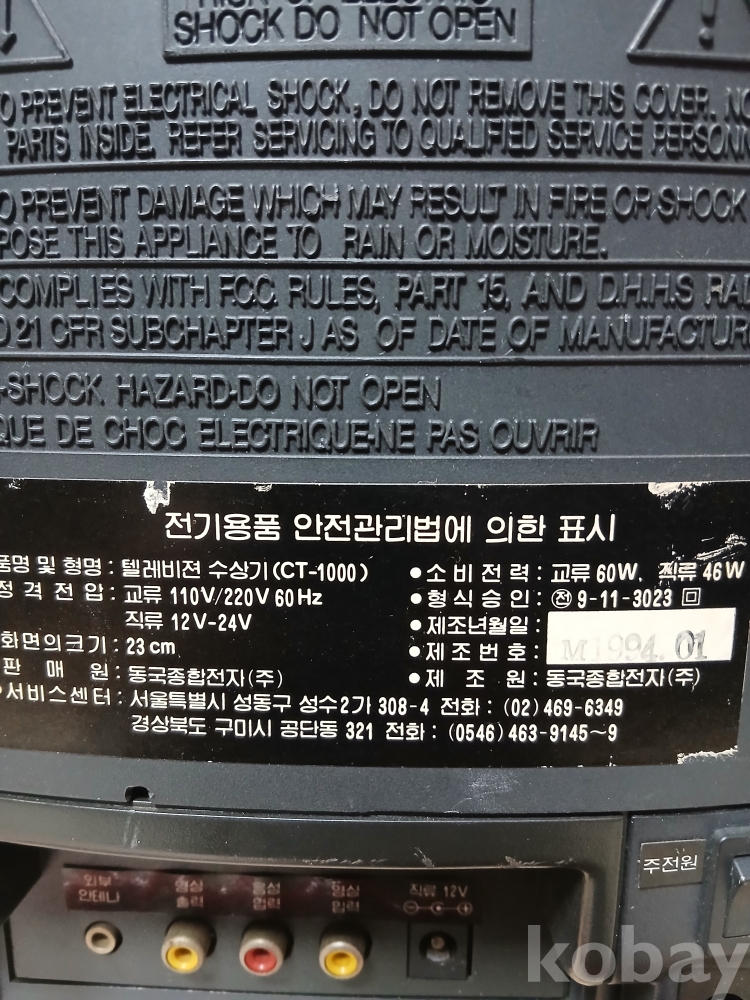 SHOCK DO NOT OPEN
O PREVENT ELECTRICAL SHOCK, DO NOT REMOVE THIS COVER. NO
PARTS INSIDE. REFER SERVICING TO QUALIFIED SERVICE PERSONN
O PREVENT DAMAGE WHICH MAY RESULT IN FIRE OR SHOCK
POSE THIS APPLIANCE TO RAIN OR MOISTURE.
COMPLIES WITH F.C.C. RULES, PART 15, AND D.H.H.S RA
21 CFR SUBCHAPTER J AS OF DATE OF MANUFACTUR
-SHOCK HAZARD-DO NOT OPEN
QUE DE CHOC ELECTRIQUE-NE PAS OUVRIR
전기용품 안전관리법에 의한 표시
품명 및 형명 : 텔레비젼 수상기(CT-1000) ● 소비전력 : 교류 60W, 직류 46W
정격전압 : 교류 110V/220V 60Hz ● 형식승인 : 전 9-11-3023
직류 12V-24V ● 제조년월일 :
화면의크기 : 23cm ● 제조번호 : M1994. 01
판매원 : 동국종합전자(주) ● 제조원 : 동국종합전자(주)
서비스센터 : 서울특별시 성동구 성수2가 308-4 전화 : (02)469-6349
경상북도 구미시 공단동 321 전화 : (0546)463-9145~9
주전원
외부 안테나
영상 출력
음성
영상 입력
직류 12V
kobay